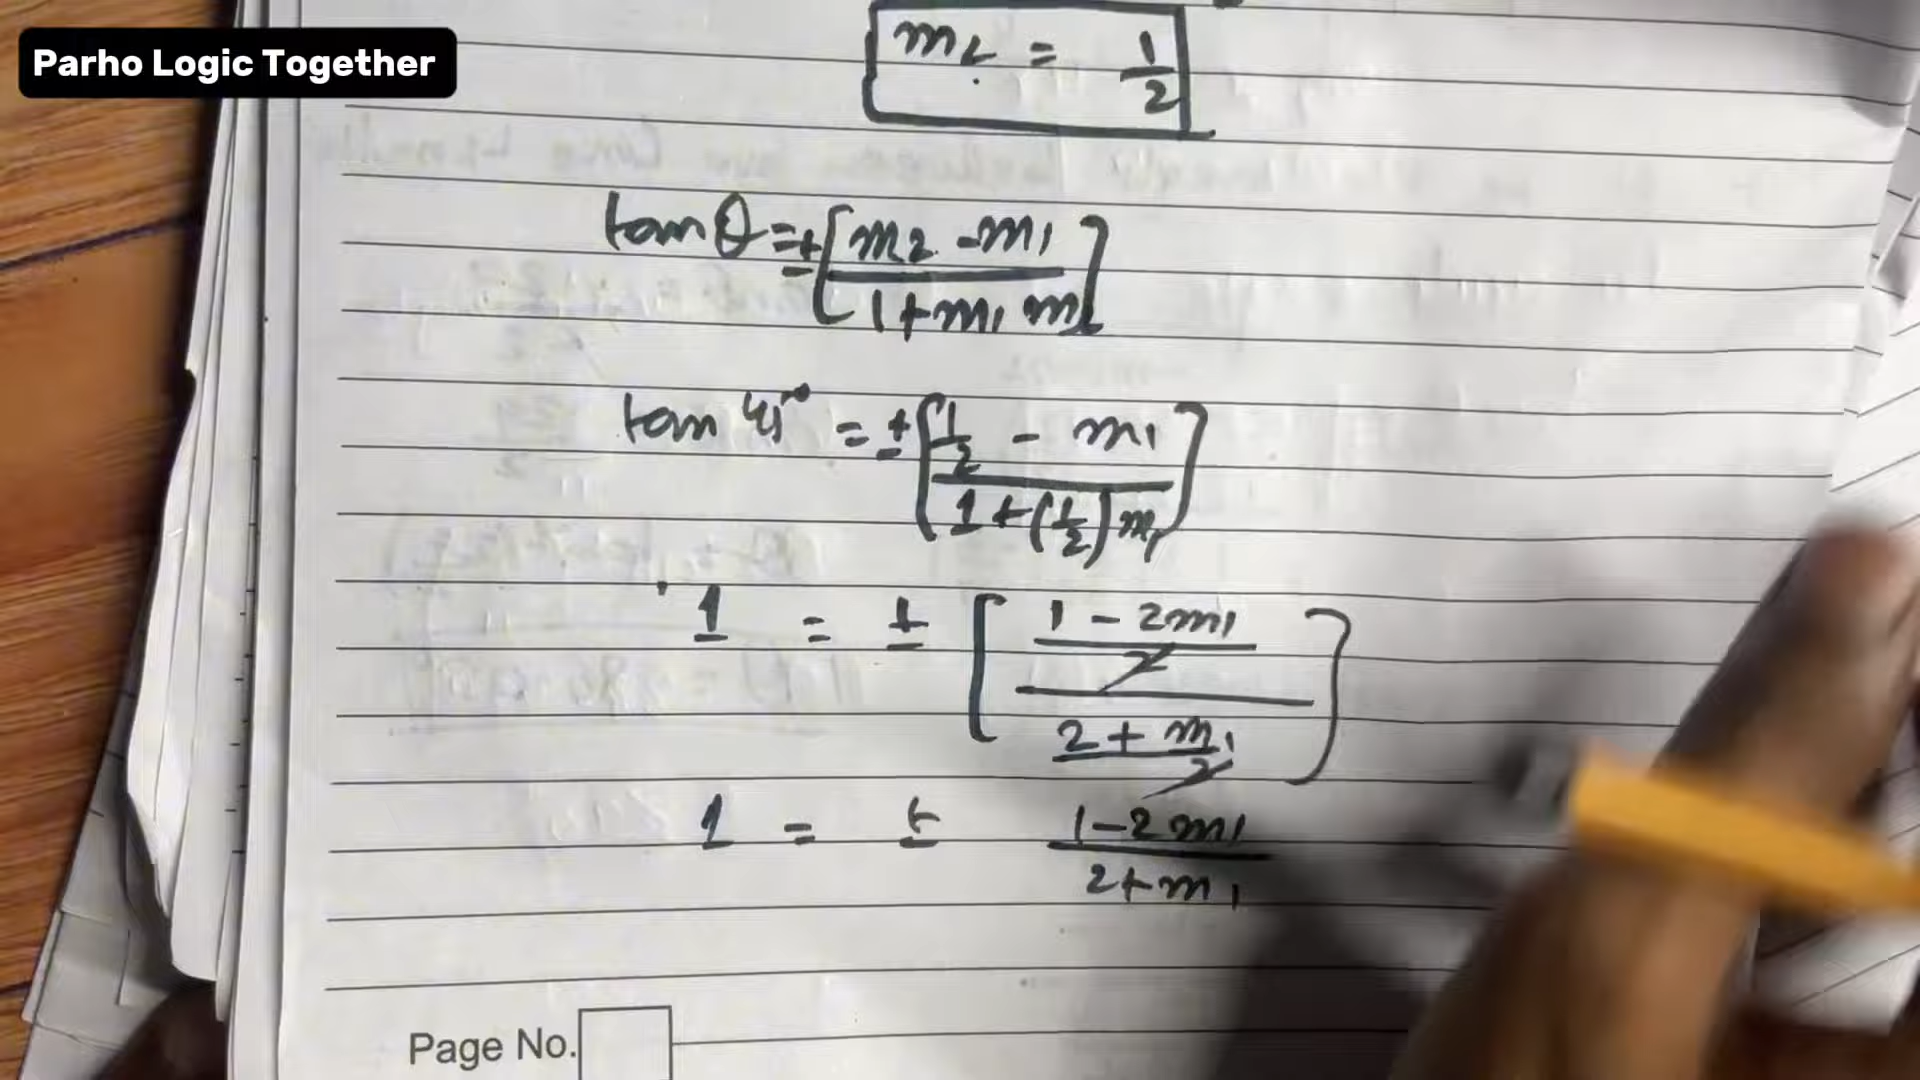 Parho Logic Together
m2 = 1/2
tanθ = ± [m2 - m1 / 1 + m1 m2]
tan 45° = ± [1/2 - m1 / 1 + (1/2) m1]
1 = ± [1 - 2m1 / 2 / 2 + m1 / 2]
1 = ± 1 - 2m1 / 2 + m1
Page No.